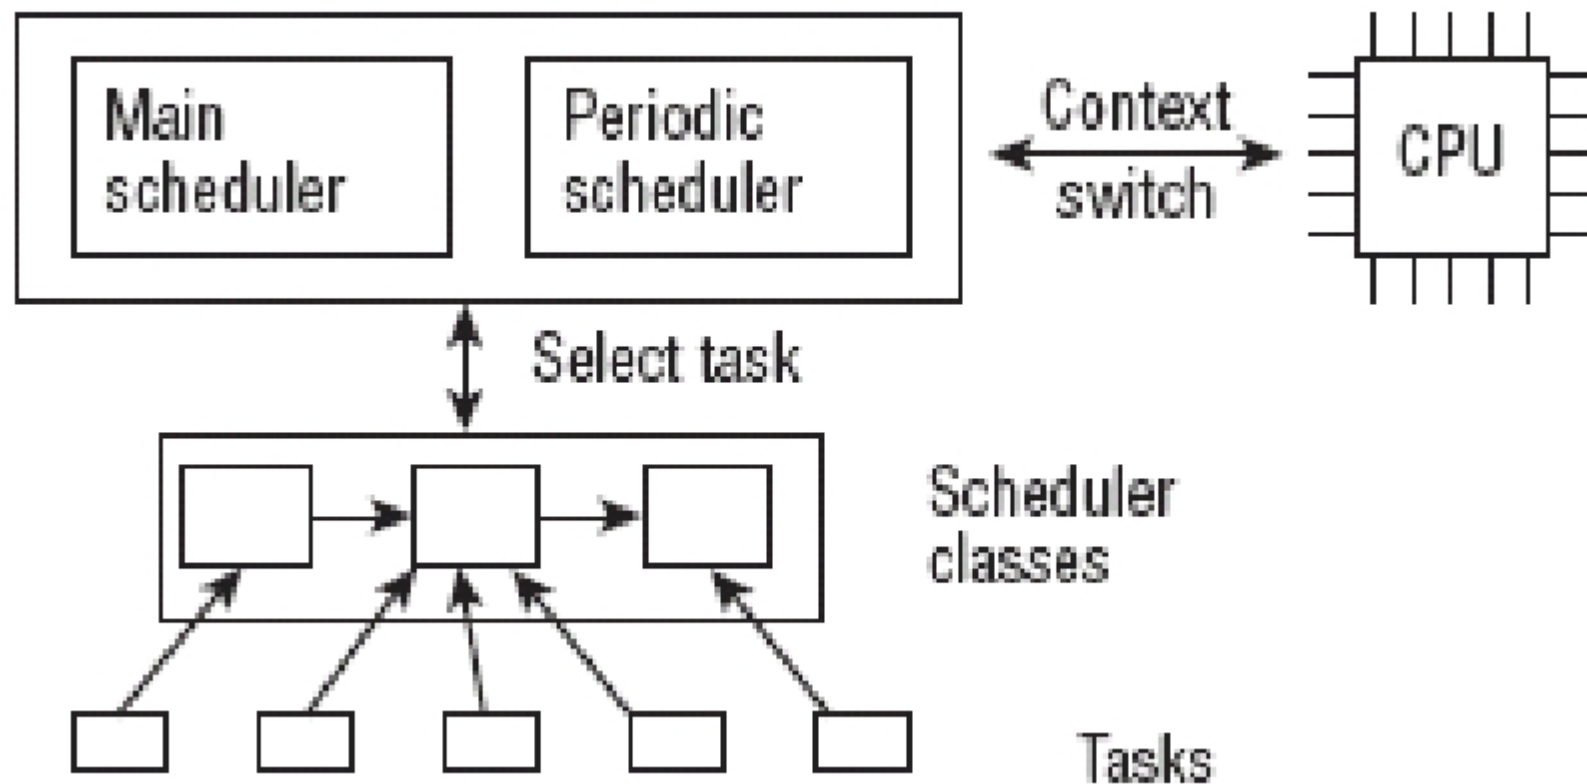 Main
scheduler
Periodic
scheduler
Context
switch
CPU
Select task
Scheduler
classes
Tasks